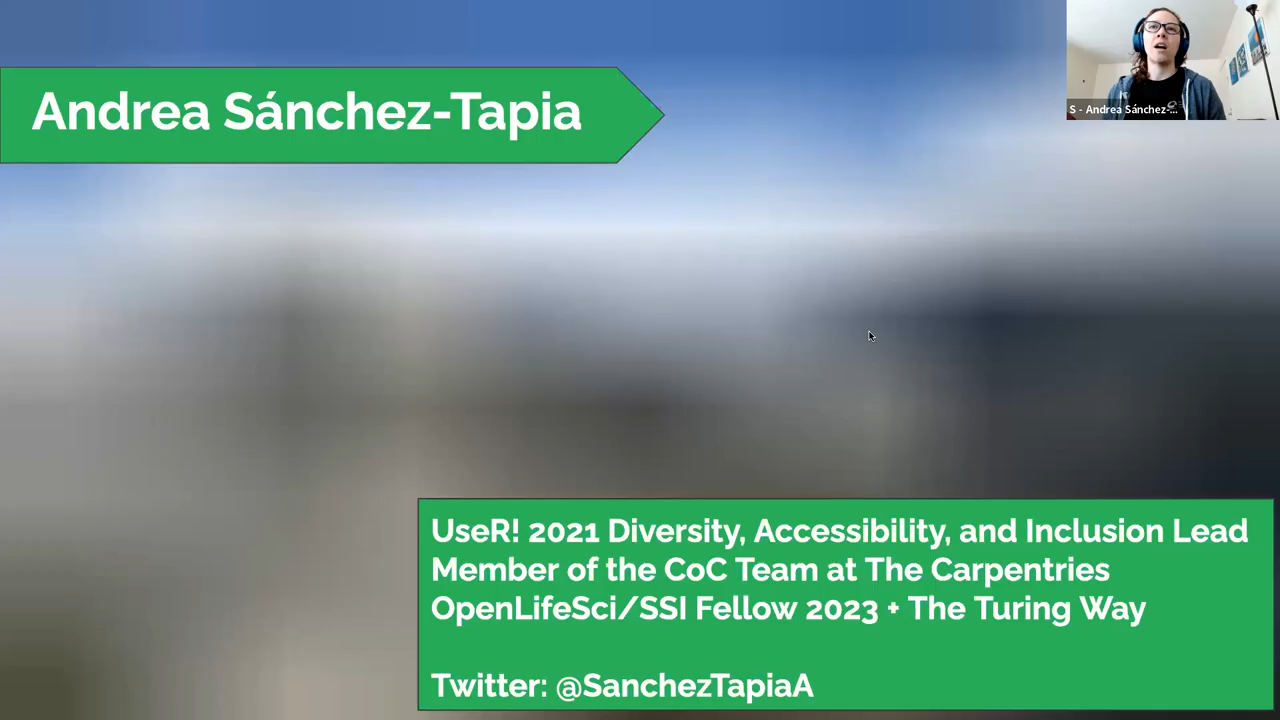 Andrea Sánchez-Tapia
S - Andrea Sánchez-...
UseR! 2021 Diversity, Accessibility, and Inclusion Lead
Member of the CoC Team at The Carpentries
OpenLifeSci/SSI Fellow 2023 + The Turing Way
Twitter: @SanchezTapiaA